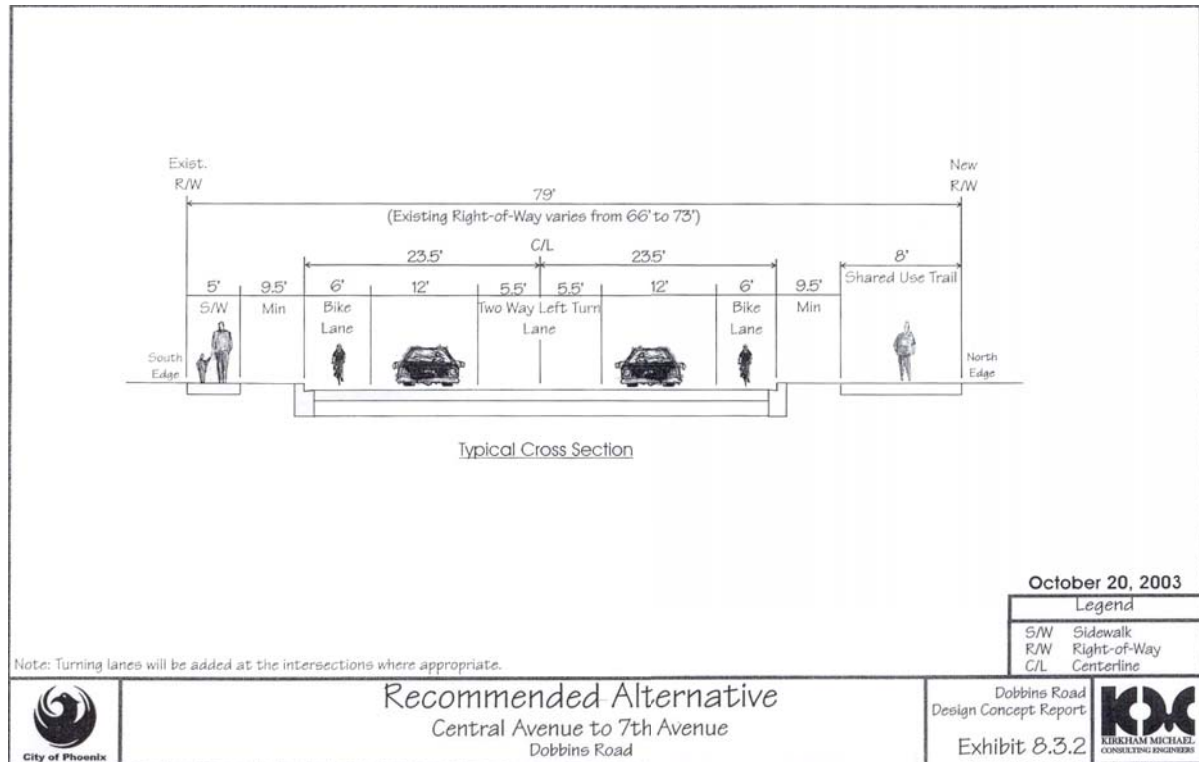 Exist.
R/W
New
R/W
79'
(Existing Right-of-Way varies from 66' to 73')
C/L
23.5'
23.5'
8'
Shared Use Trail
5'
9.5'
6'
12'
5.5'
5.5'
12'
6'
9.5'
S/W
Min
Bike
Lane
Two Way Left Turn
Lane
Bike
Lane
Min
South
Edge
North
Edge
Typical Cross Section
October 20, 2003
Legend
S/W Sidewalk
R/W Right-of-Way
C/L Centerline
Note: Turning lanes will be added at the intersections where appropriate.
City of Phoenix
Recommended Alternative
Central Avenue to 7th Avenue
Dobbins Road
Dobbins Road
Design Concept Report
Exhibit 8.3.2
KIRKHAM MICHAEL
CONSULTING ENGINEERS